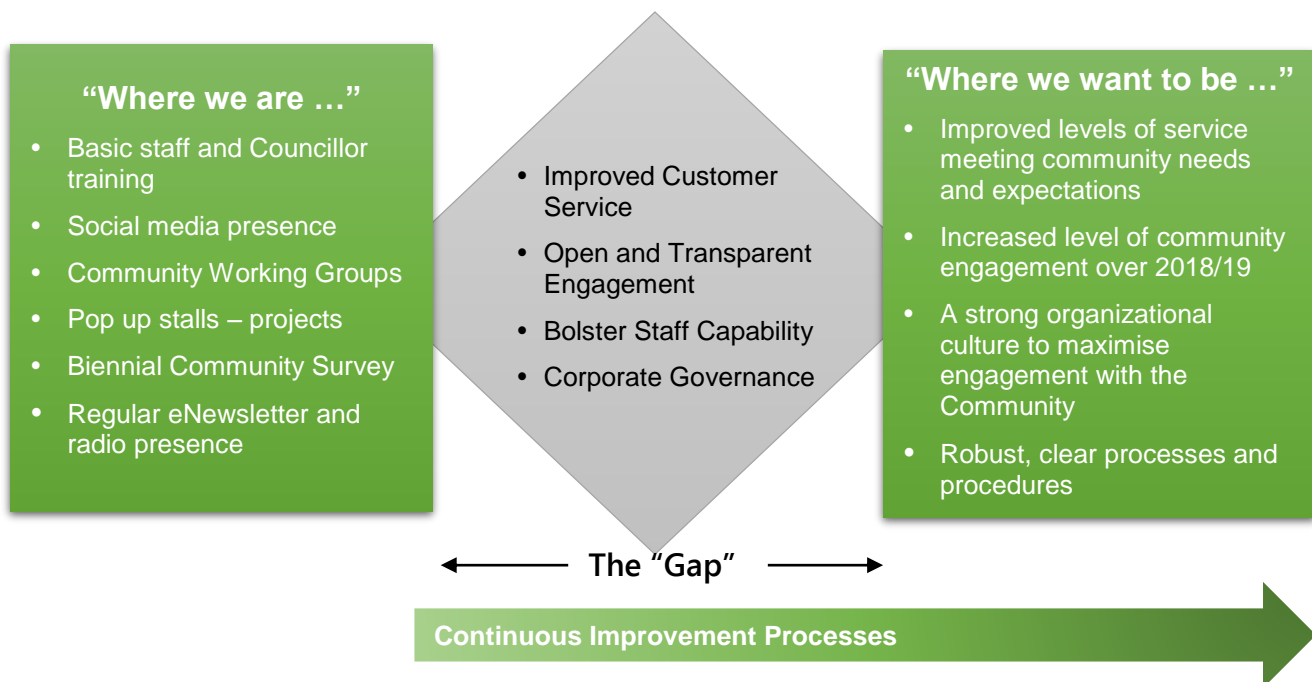 “Where we are …”
• Basic staff and Councillor
training
• Social media presence
• Community Working Groups
• Pop up stalls – projects
• Biennial Community Survey
• Regular eNewsletter and
radio presence
• Improved Customer
Service
• Open and Transparent
Engagement
• Bolster Staff Capability
• Corporate Governance
“Where we want to be …”
• Improved levels of service
meeting community needs
and expectations
• Increased level of community
engagement over 2018/19
• A strong organizational
culture to maximise
engagement with the
Community
• Robust, clear processes and
procedures
The “Gap”
Continuous Improvement Processes